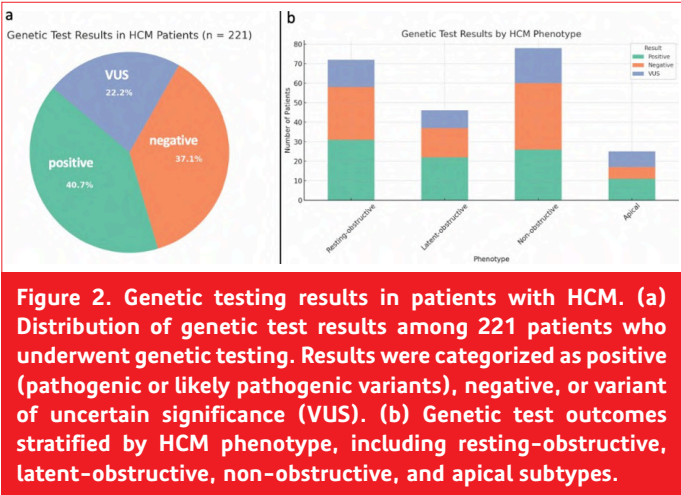 a
Genetic Test Results in HCM Patients (n = 221)
VUS
22.2%
negative
37.1%
positive
40.7%
b
Genetic Test Results by HCM Phenotype
Result
Positive
Negative
VUS
Number of Patients
80
70
60
50
40
30
20
10
0
Resting-obstructive
Latent-obstructive
Non-obstructive
Apical
Phenotype
Figure 2. Genetic testing results in patients with HCM. (a)
Distribution of genetic test results among 221 patients who
underwent genetic testing. Results were categorized as positive
(pathogenic or likely pathogenic variants), negative, or variant
of uncertain significance (VUS). (b) Genetic test outcomes
stratified by HCM phenotype, including resting-obstructive,
latent-obstructive, non-obstructive, and apical subtypes.